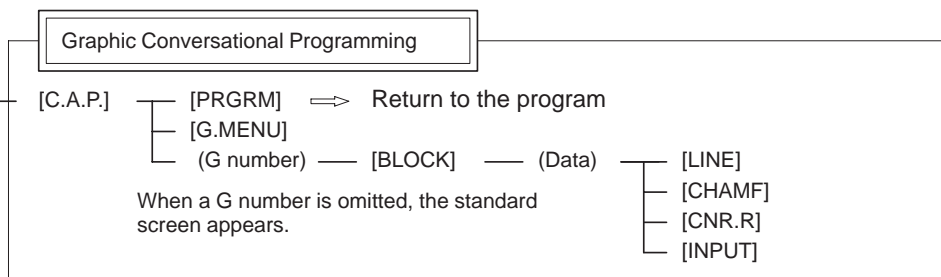 Graphic Conversational Programming
[C.A.P.] [PRGRM] Return to the program
[G.MENU]
(G number) [BLOCK] (Data) [LINE]
[CHAMF]
[CNR.R]
[INPUT]
When a G number is omitted, the standard
screen appears.